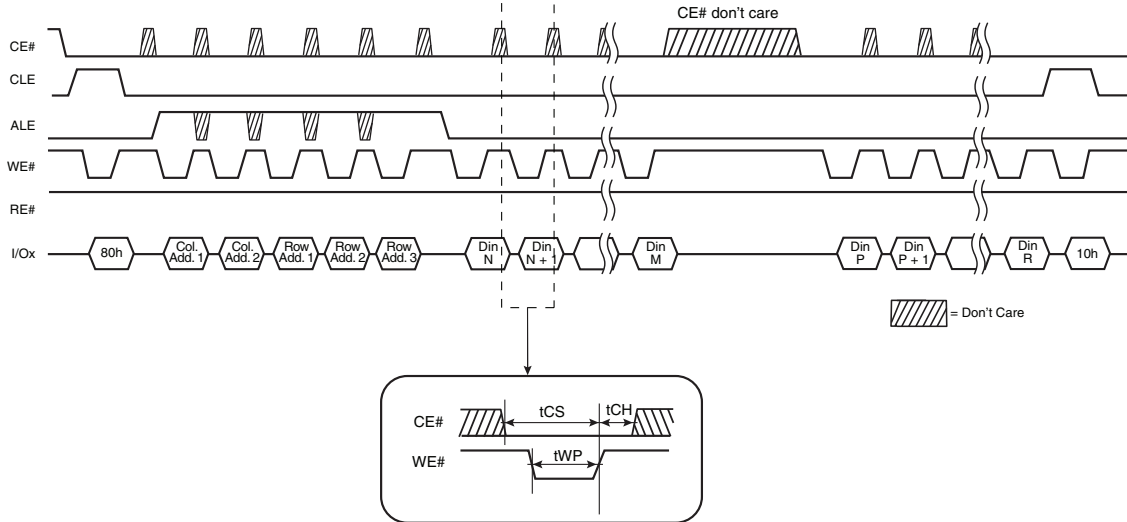 CE# don't care
CE#
CLE
ALE
WE#
RE#
I/Ox
80h
Col.
Add. 1
Col.
Add. 2
Row
Add. 1
Row
Add. 2
Row
Add. 3
Din
N
Din
N + 1
Din
M
Din
P
Din
P + 1
Din
R
10h
= Don't Care
CE#
tCS
tCH
WE#
tWP